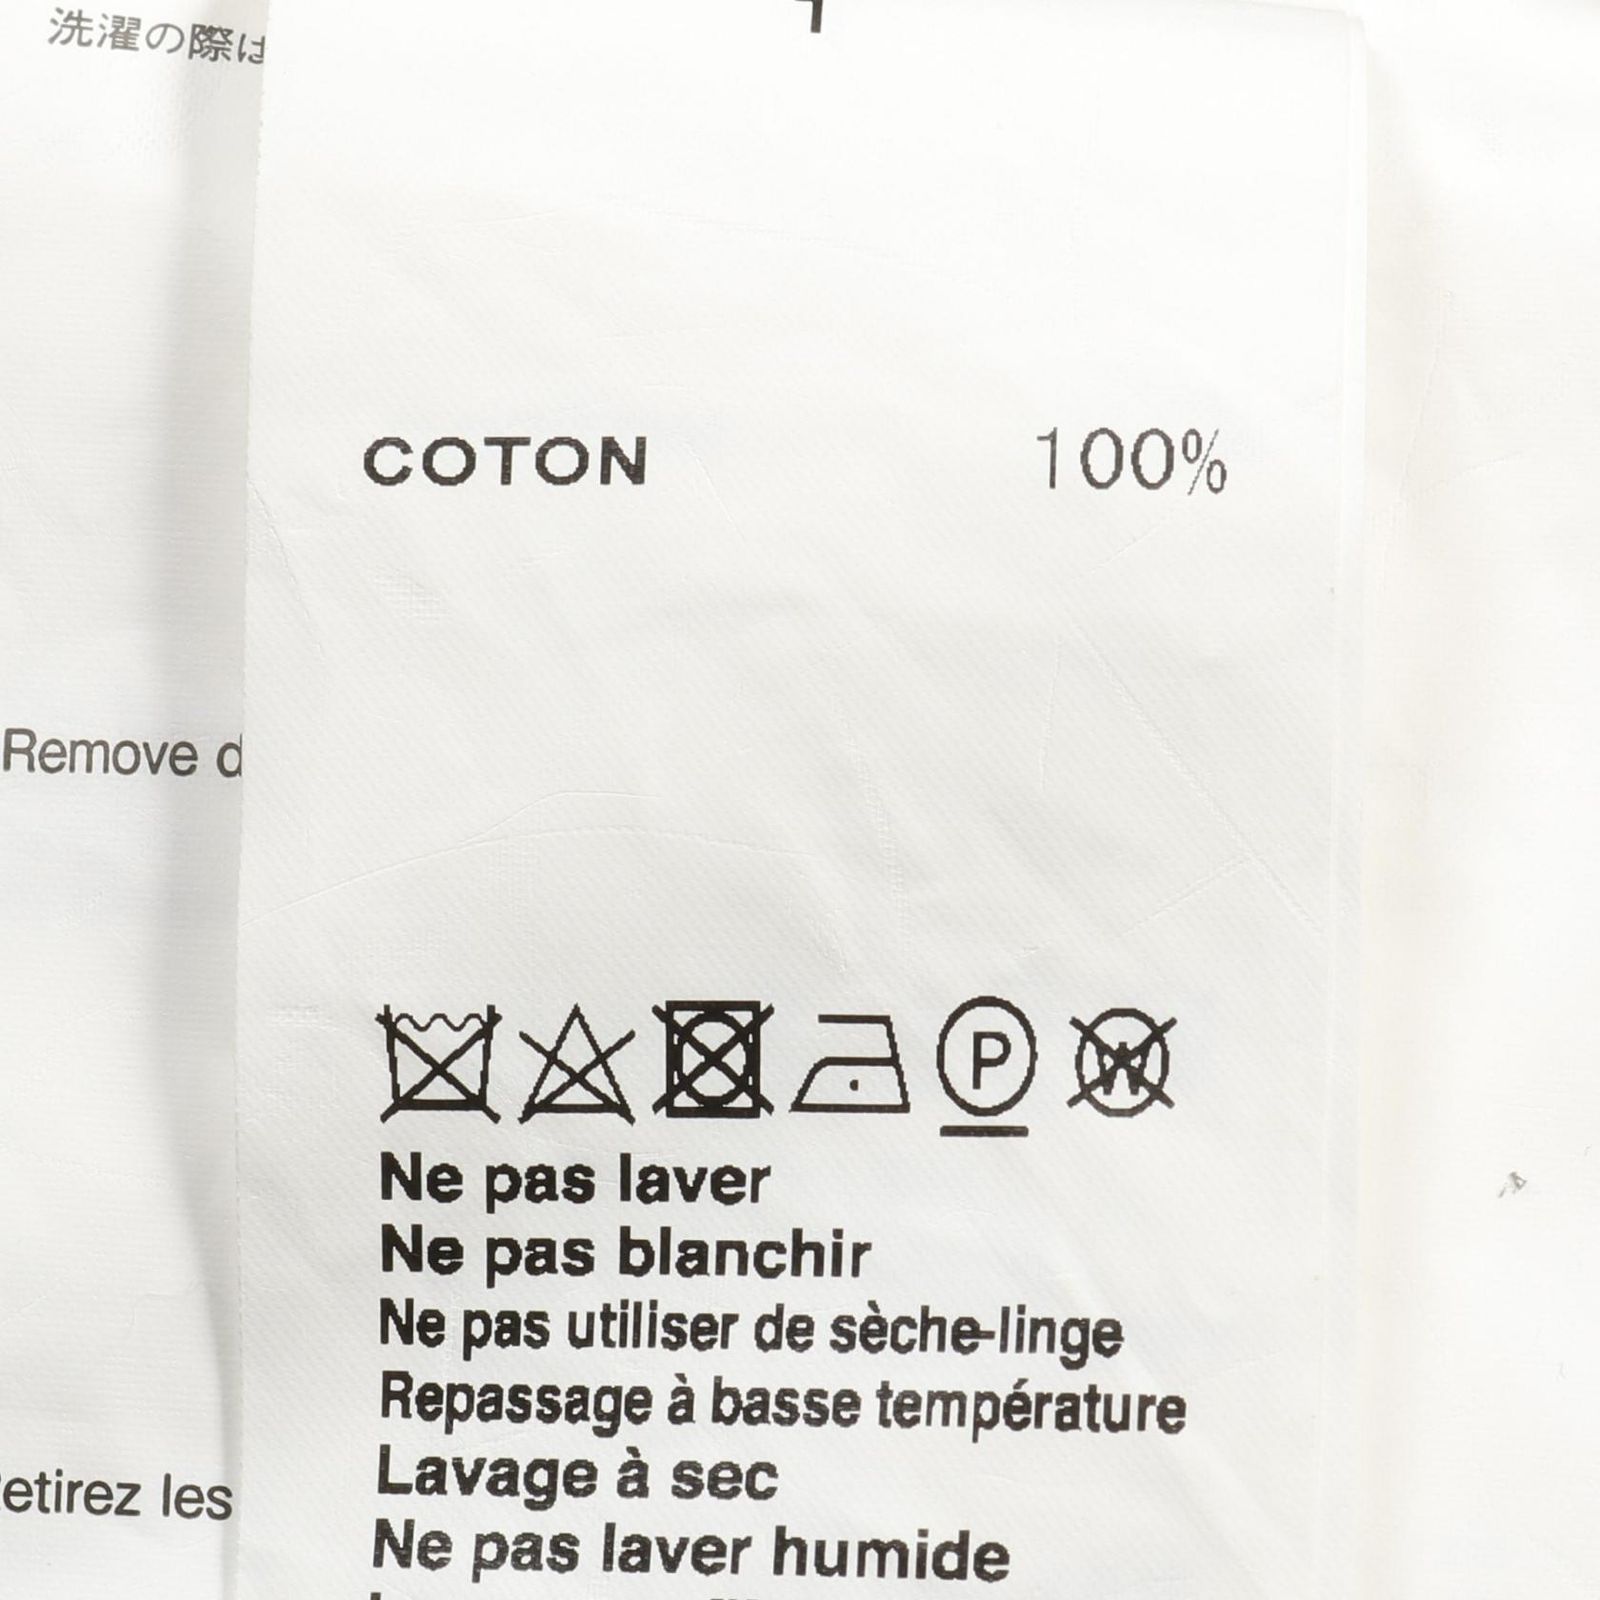 洗濯の際は
COTON 100%
Remove
P
W
Ne pas laver
Ne pas blanchir
Ne pas utiliser de sèche-linge
Repassage à basse température
Lavage à sec
etirez les
Ne pas laver humide